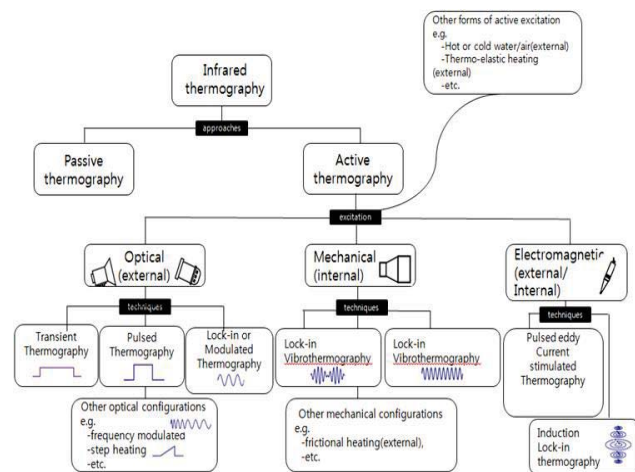 Other forms of active excitation
e.g.
-Hot or cold water/air(external)
-Thermo-elastic heating
(external)
-etc.
Infrared
thermography
approaches
Passive
thermography
Active
thermography
excitation
Optical
(external)
Mechanical
(internal)
Electromagnetic
(external/
Internal)
techniques
techniques
techniques
Transient
Thermography
Pulsed
Thermography
Lock-in or
Modulated
Thermography
Lock-in
Vibrothermography
Lock-in
Vibrothermography
Pulsed eddy
Current
stimulated
Thermography
Other optical configurations
e.g.
-frequency modulated
-step heating
-etc.
Other mechanical configurations
e.g.
-frictional heating(external),
-etc.
Induction
Lock-in
thermography